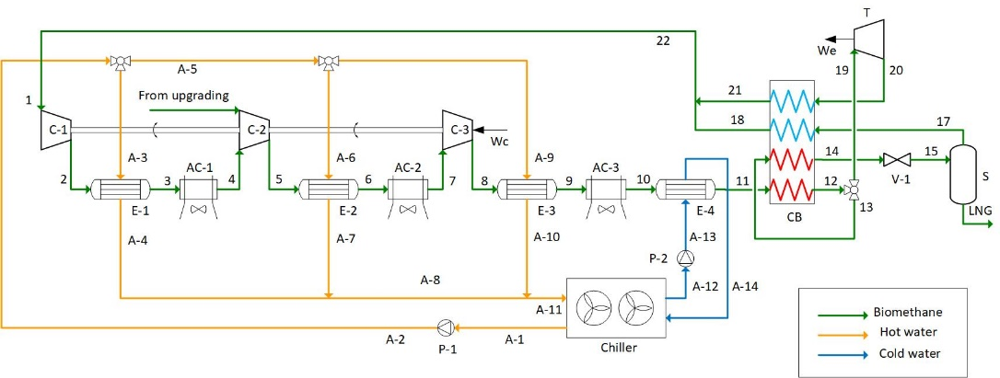 T
22
We
19
20
A-5
21
From upgrading
1
18
17
C-1
C-2
C-3
Wc
A-3
A-6
A-9
14
15
AC-1
AC-2
AC-3
V-1
S
2
3
4
5
6
7
8
9
10
11
12
13
E-1
E-2
E-3
E-4
CB
LNG
A-4
A-7
A-10
A-13
P-2
A-8
A-12
A-14
A-11
Biomethane
Hot water
Cold water
A-2
P-1
A-1
Chiller